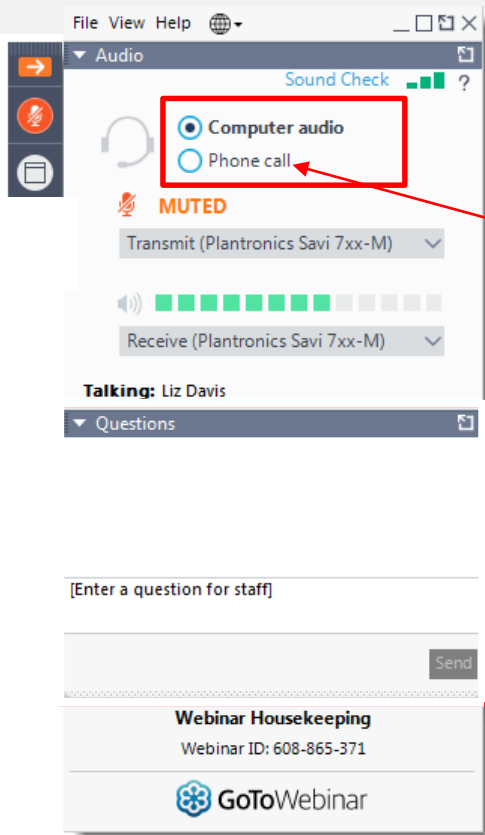 File View Help
Audio
Sound Check ?
Computer audio
Phone call
MUTED
Transmit (Plantronics Savi 7xx-M)
Receive (Plantronics Savi 7xx-M)
Talking: Liz Davis
Questions
[Enter a question for staff]
Send
Webinar Housekeeping
Webinar ID: 608-865-371
GoToWebinar